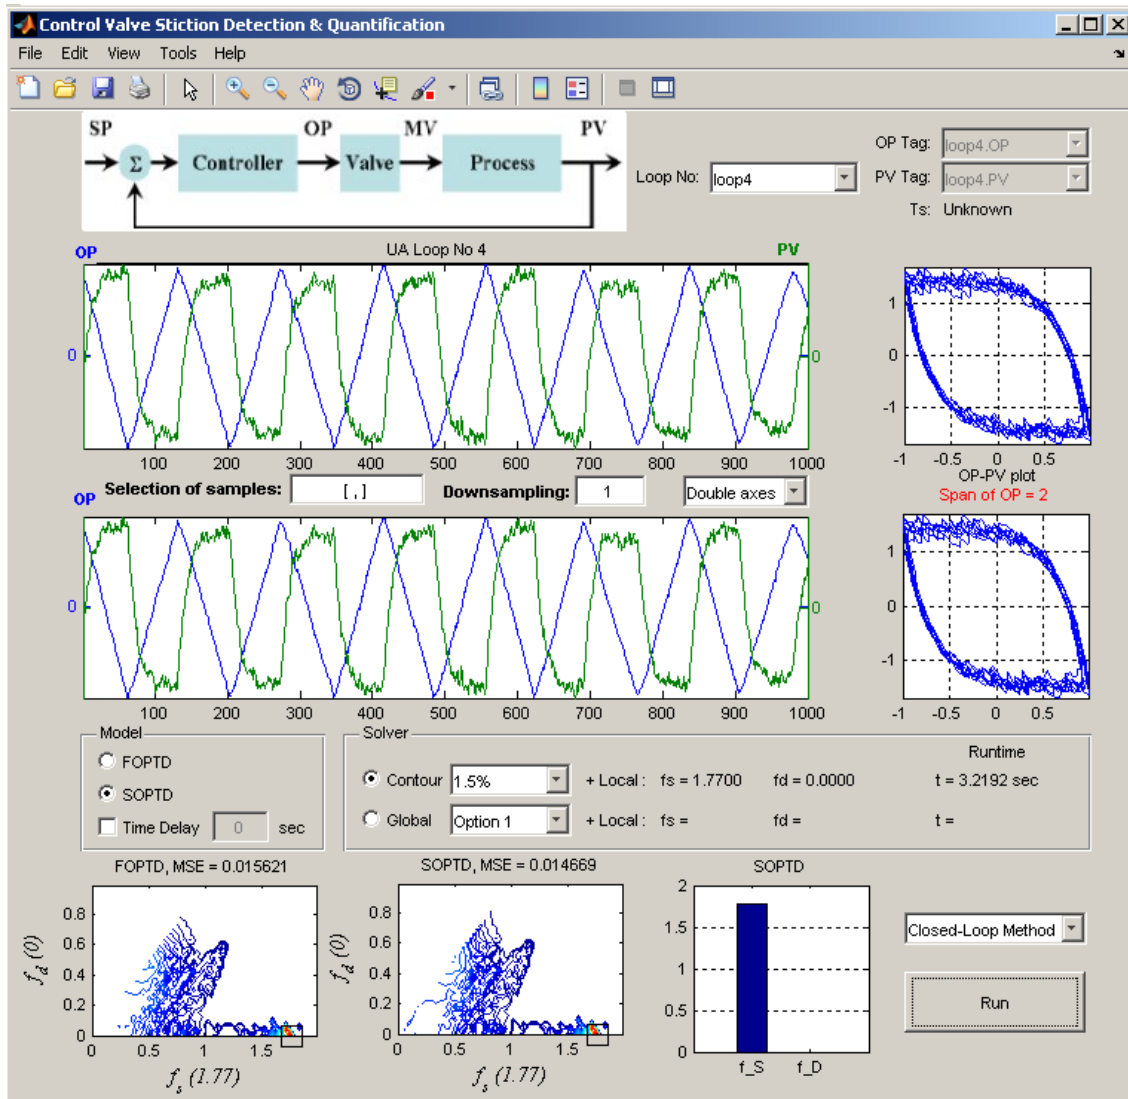 Control Valve Stiction Detection & Quantification
File Edit View Tools Help
SP OP MV PV
Σ Controller Valve Process
Loop No: loop4
OP Tag: loop4.OP
PV Tag: loop4.PV
Ts: Unknown
OP UA Loop No 4 PV
0 0
100 200 300 400 500 600 700 800 900 1000
1
0
-1
-1 -0.5 0 0.5
OP-PV plot
Span of OP = 2
OP Selection of samples: [ , ] Downsampling: 1 Double axes
0 0
100 200 300 400 500 600 700 800 900 1000
1
0
-1
-1 -0.5 0 0.5
Model
FOPTD
SOPTD
Time Delay 0 sec
Solver
Runtime
Contour 1.5% + Local : fs = 1.7700 fd = 0.0000 t = 3.2192 sec
Global Option 1 + Local : fs = fd = t =
FOPTD, MSE = 0.015621
0.8
0.6
0.4
0.2
0
f_d (0)
0 0.5 1 1.5
f_s (1.77)
SOPTD, MSE = 0.014669
0.8
0.6
0.4
0.2
0
f_d (0)
0 0.5 1 1.5
f_s (1.77)
SOPTD
2
1.5
1
0.5
0
f_S f_D
Closed-Loop Method
Run